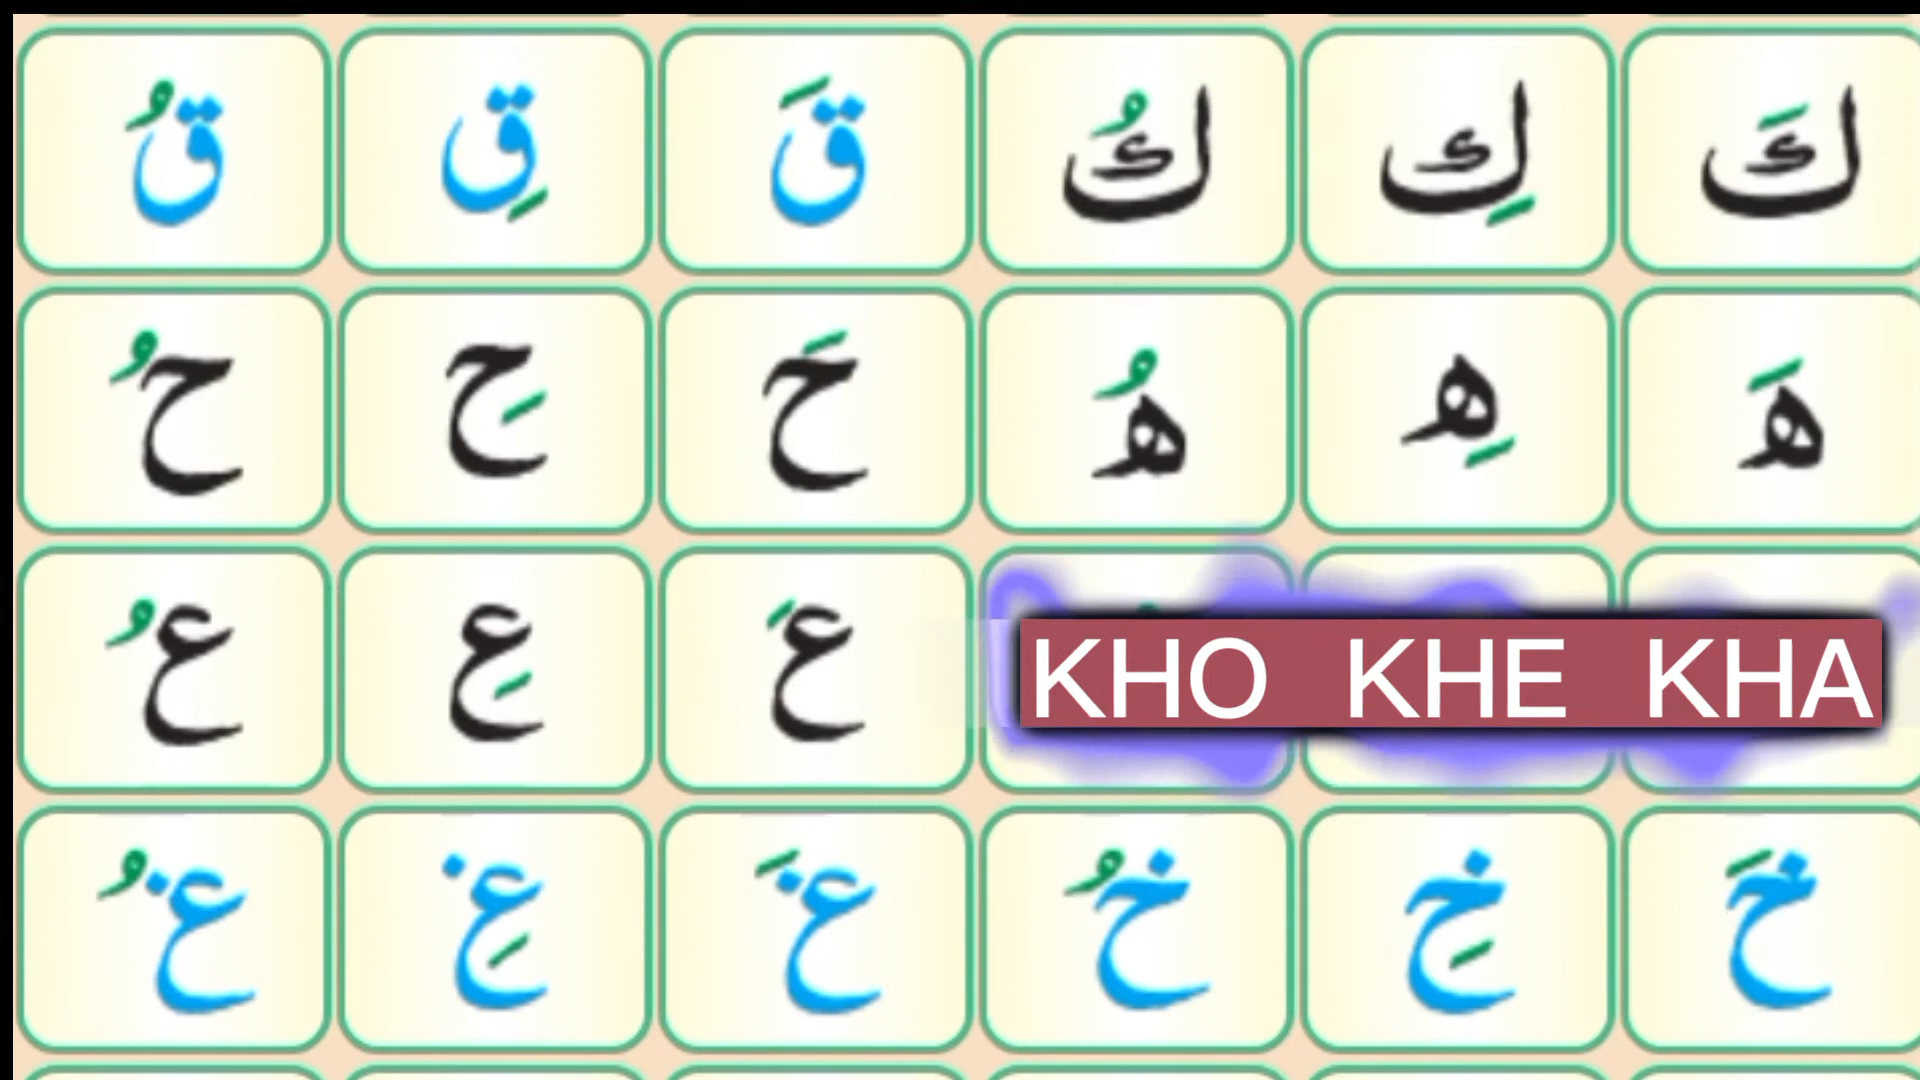 كَ كِ كُ قَ قِ قُ
هَ هِ هُ حَ حِ حُ
KHO KHE KHA عَ عِ عُ
خَ خِ خُ غَ غِ غُ